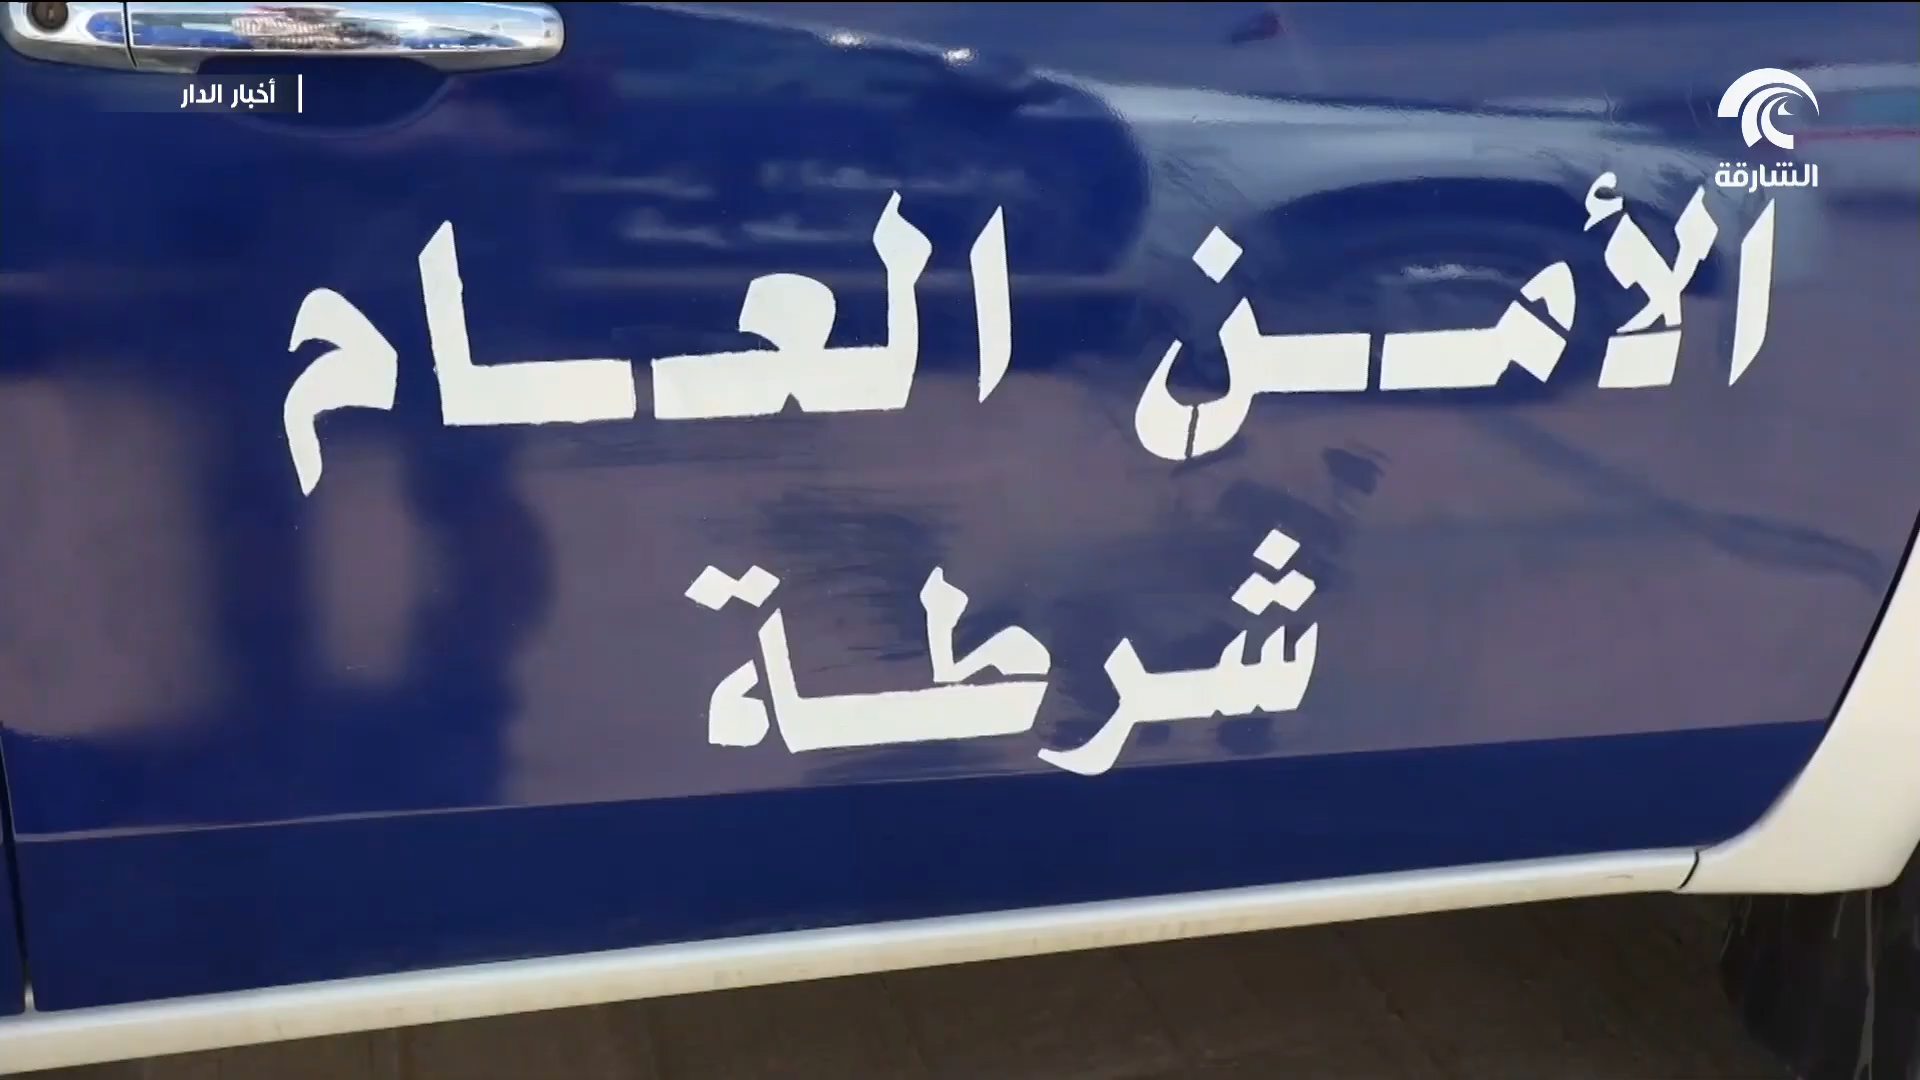 أخبار الدار
الشارقة
الأمن العام
شرطة